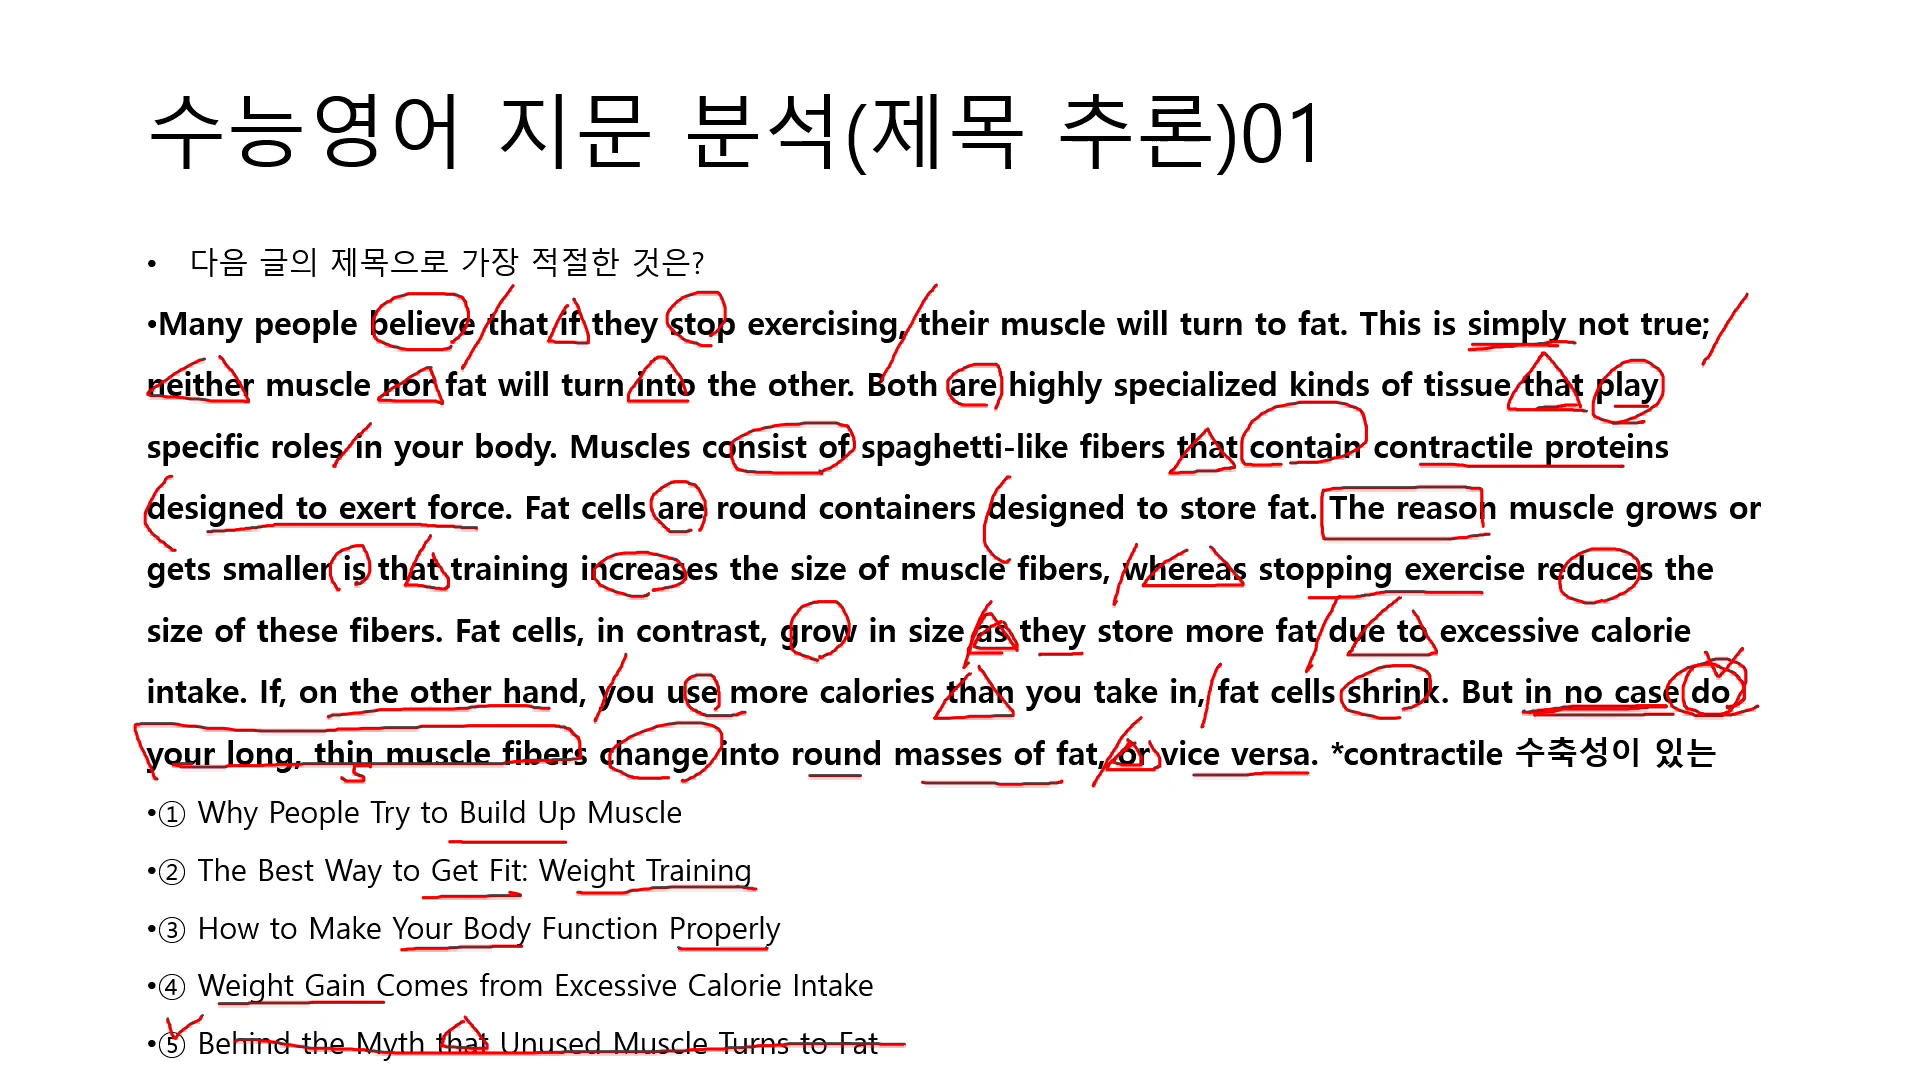 수능영어 지문 분석(제목 추론)01
• 다음 글의 제목으로 가장 적절한 것은?
•Many people believe that if they stop exercising, their muscle will turn to fat. This is simply not true;
neither muscle nor fat will turn into the other. Both are highly specialized kinds of tissue that play
specific roles in your body. Muscles consist of spaghetti-like fibers that contain contractile proteins
designed to exert force. Fat cells are round containers designed to store fat. The reason muscle grows or
gets smaller is that training increases the size of muscle fibers, whereas stopping exercise reduces the
size of these fibers. Fat cells, in contrast, grow in size as they store more fat due to excessive calorie
intake. If, on the other hand, you use more calories than you take in, fat cells shrink. But in no case do
your long, thin muscle fibers change into round masses of fat, or vice versa. *contractile 수축성이 있는
S
•① Why People Try to Build Up Muscle
•② The Best Way to Get Fit: Weight Training
•③ How to Make Your Body Function Properly
•④ Weight Gain Comes from Excessive Calorie Intake
•⑤ Behind the Myth that Unused Muscle Turns to Fat